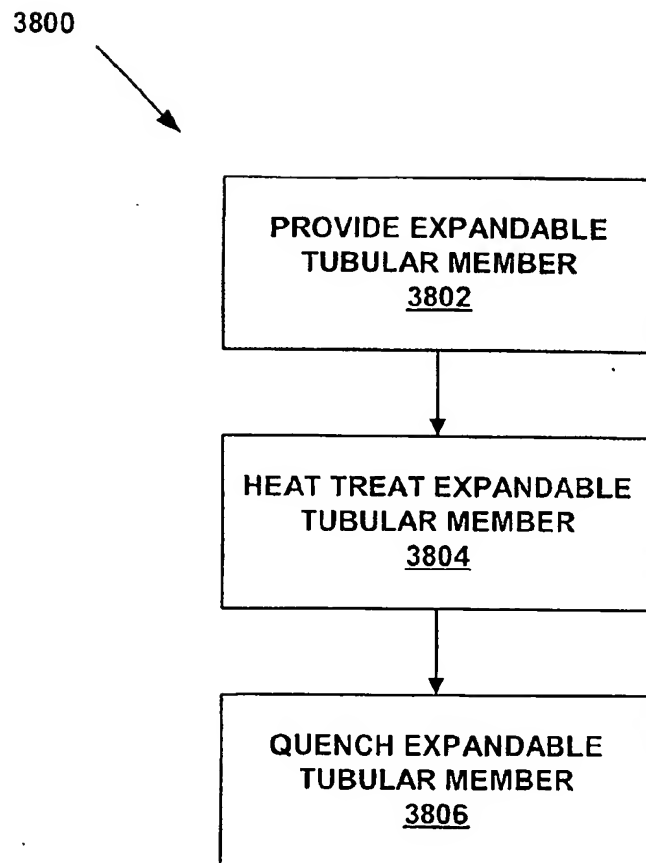 3800
PROVIDE EXPANDABLE
TUBULAR MEMBER
3802
HEAT TREAT EXPANDABLE
TUBULAR MEMBER
3804
QUENCH EXPANDABLE
TUBULAR MEMBER
3806